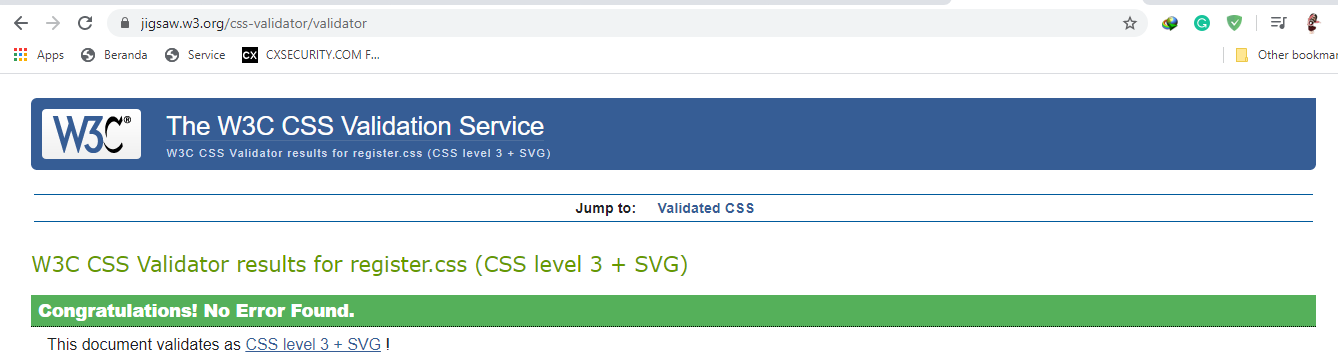 jigsaw.w3.org/css-validator/validator
Apps Beranda Service CX CXSECURITY.COM F... Other bookmar
W3C® The W3C CSS Validation Service
W3C CSS Validator results for register.css (CSS level 3 + SVG)
Jump to: Validated CSS
W3C CSS Validator results for register.css (CSS level 3 + SVG)
Congratulations! No Error Found.
This document validates as CSS level 3 + SVG !